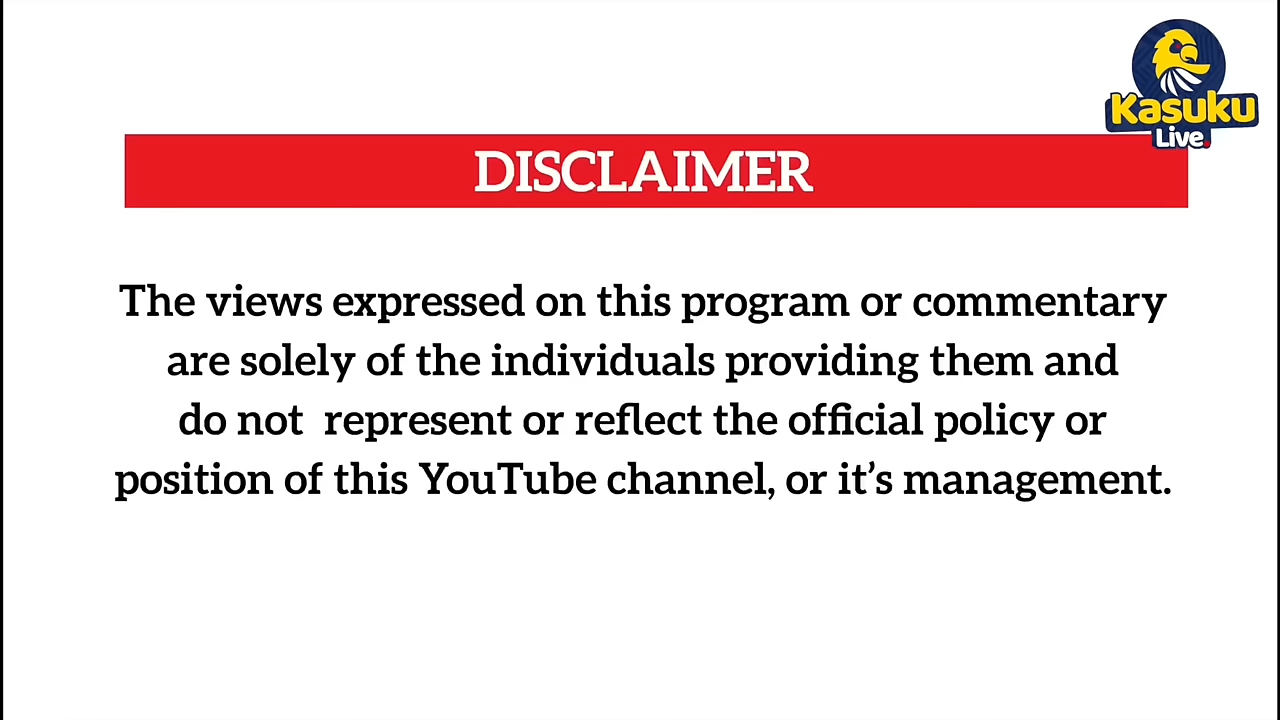 Kasuku
Live.
DISCLAIMER
The views expressed on this program or commentary
are solely of the individuals providing them and
do not  represent or reflect the official policy or
position of this YouTube channel, or it’s management.